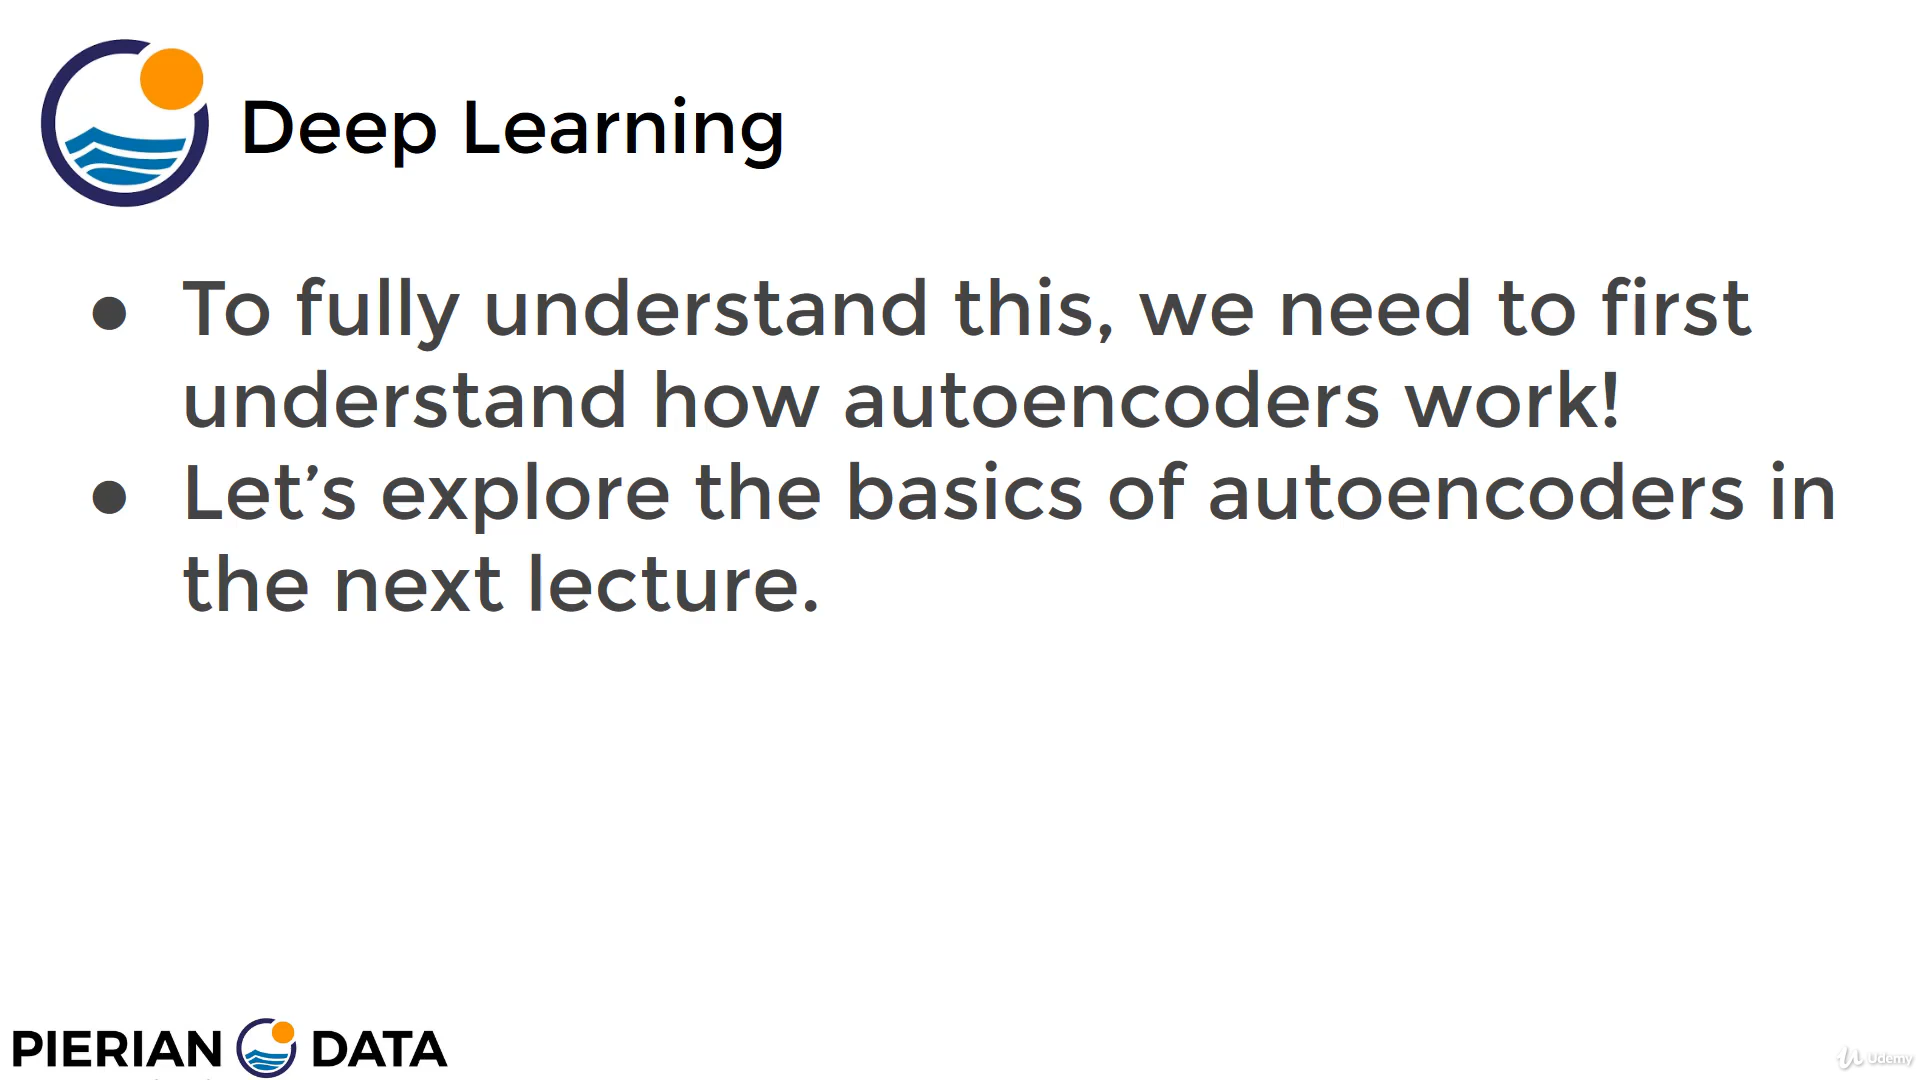 Deep Learning
● To fully understand this, we need to first
understand how autoencoders work!
● Let’s explore the basics of autoencoders in
the next lecture.
PIERIAN DATA
Udemy